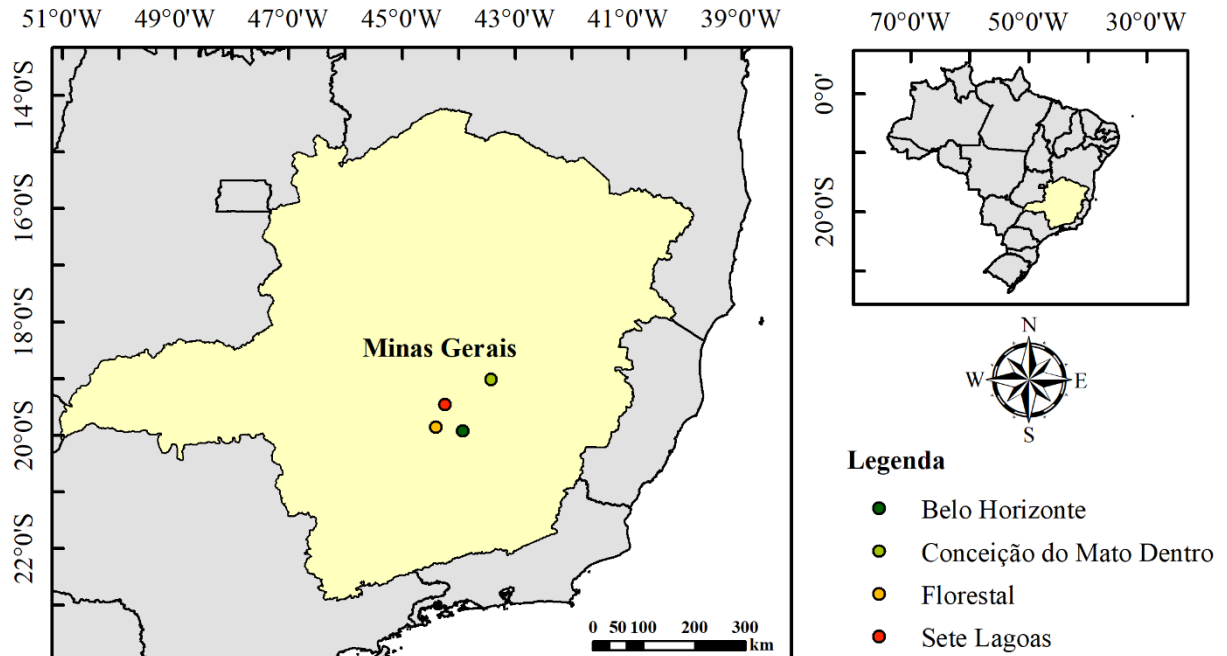 51°0'W 49°0'W 47°0'W 45°0'W 43°0'W 41°0'W 39°0'W
14°0'S
16°0'S
18°0'S
20°0'S
22°0'S
Minas Gerais
0 50 100 200 300
km
70°0'W 50°0'W 30°0'W
0°0'
20°0'S
N
W E
S
Legenda
Belo Horizonte
Conceição do Mato Dentro
Florestal
Sete Lagoas